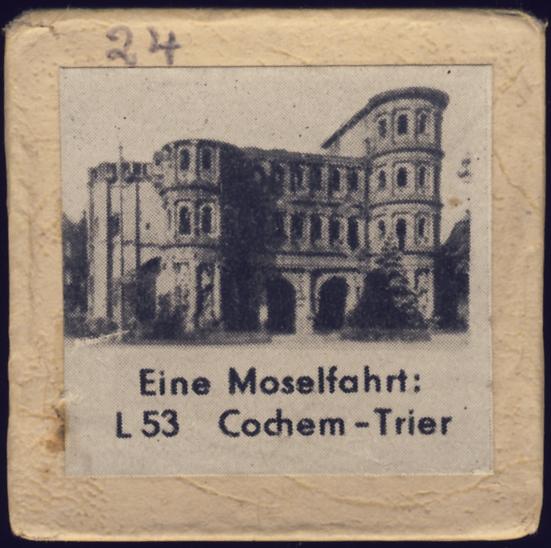 24
Eine Moselfahrt:
L 53 Cochem-Trier